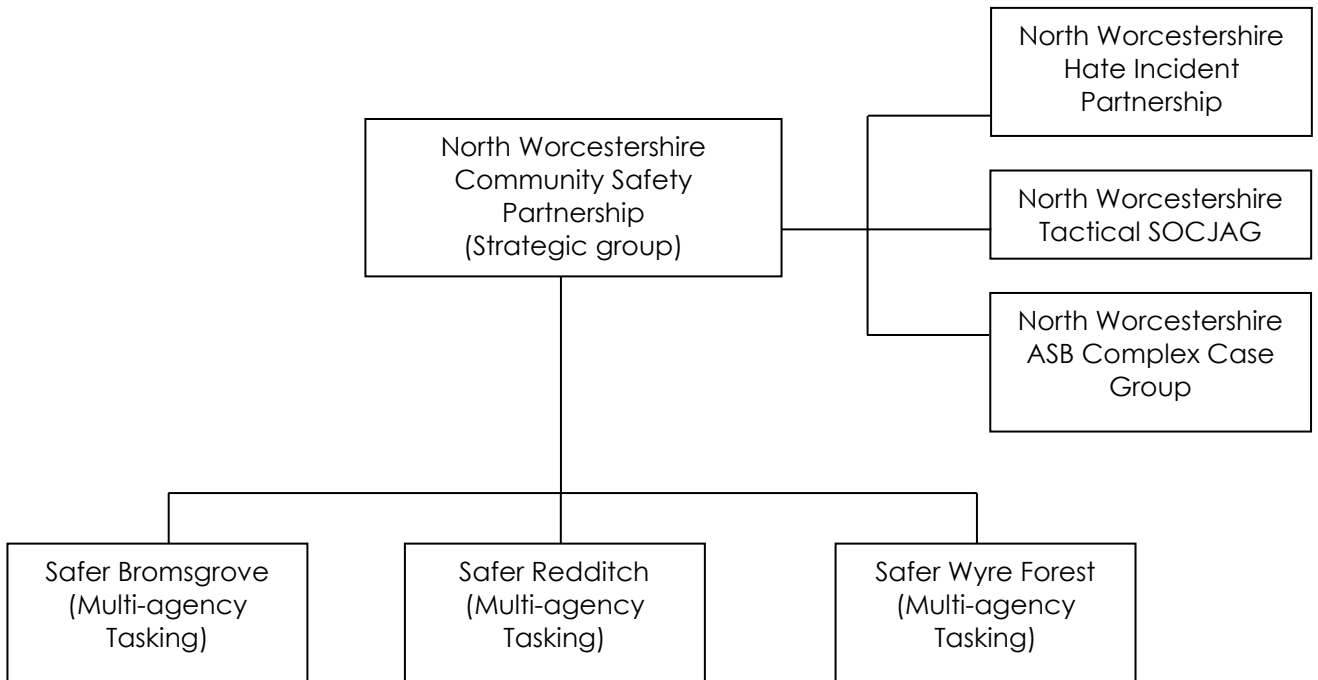 North Worcestershire
Hate Incident
Partnership
North Worcestershire
Community Safety
Partnership
(Strategic group)
North Worcestershire
Tactical SOCJAG
North Worcestershire
ASB Complex Case
Group
Safer Bromsgrove
(Multi-agency
Tasking)
Safer Redditch
(Multi-agency
Tasking)
Safer Wyre Forest
(Multi-agency
Tasking)